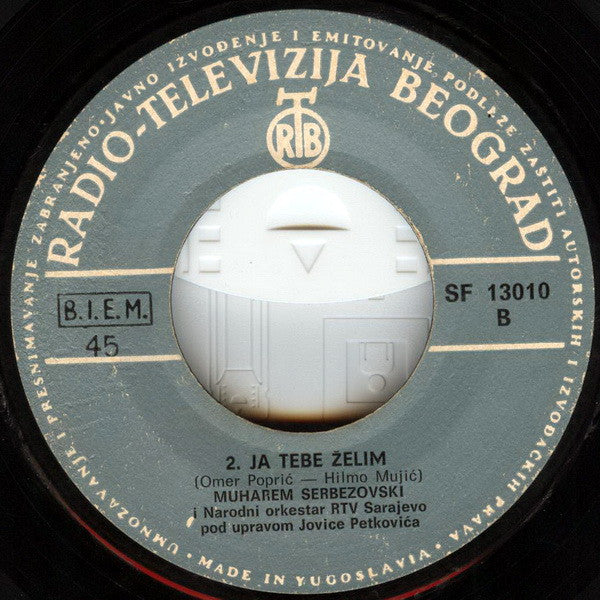 UMNOŽAVANJE I PRESNIMAVANJE ZABRANJENO · JAVNO IZVOĐENJE I EMITOVANJE PODLEŽE ZAŠTITI AUTORSKIH I IZVOĐAČKIH PRAVA ·
RADIO-TELEVIZIJA BEOGRAD
RTB
B.I.E.M.
45
SF 13010
B
2. JA TEBE ŽELIM
(Omer Poprić — Hilmo Mujić)
MUHAREM SERBEZOVSKI
i Narodni orkestar RTV Sarajevo
pod upravom Jovice Petkovića
· MADE IN YUGOSLAVIA ·